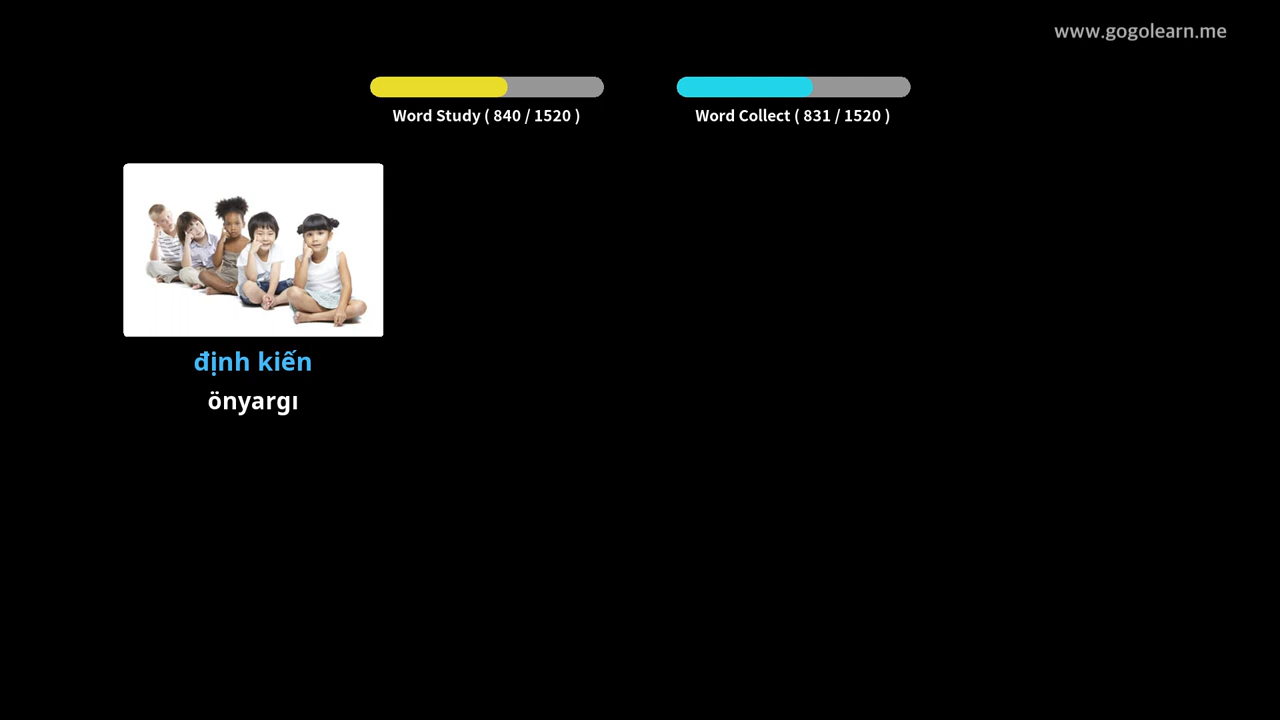 www.gogolearn.me
Word Study ( 840 / 1520 )
Word Collect ( 831 / 1520 )
định kiến
önyargı